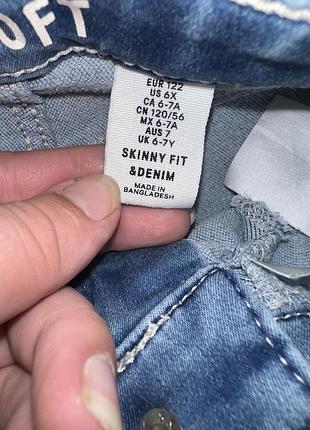 OFT
EUR 122
US 6X
CA 6-7A
CN 120/56
MX 6-7A
AUS 7
UK 6-7Y
SKINNY FIT
&DENIM
MADE IN
BANGLADESH